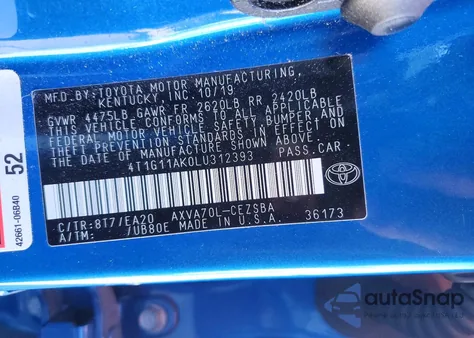 MFD.BY:TOYOTA MOTOR MANUFACTURING,
KENTUCKY, INC. 10/19
GVWR 4475LB GAWR FR 2620LB RR 2420LB
THIS VEHICLE CONFORMS TO ALL APPLICABLE
FEDERAL MOTOR VEHICLE SAFETY, BUMPER AND
THEFT PREVENTION STANDARDS IN EFFECT ON THE
DATE OF MANUFACTURE SHOWN ABOVE.
4T1G11AK0LU312393 PASS.CAR
C/TR:8T7/EA20 AXVA70L-CEZSBA
A/TM: /UB80E MADE IN U.S.A. 36173
52
42661-06B40
autoSnap